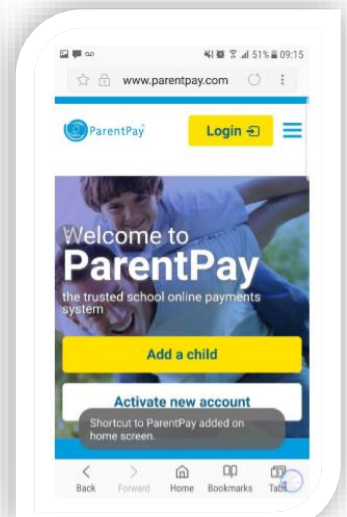 51% 09:15
www.parentpay.com
ParentPay
Login
Welcome to
ParentPay
the trusted school online payments
system
Add a child
Activate new account
Shortcut to ParentPay added on
home screen.
Back Forward Home Bookmarks Tabs